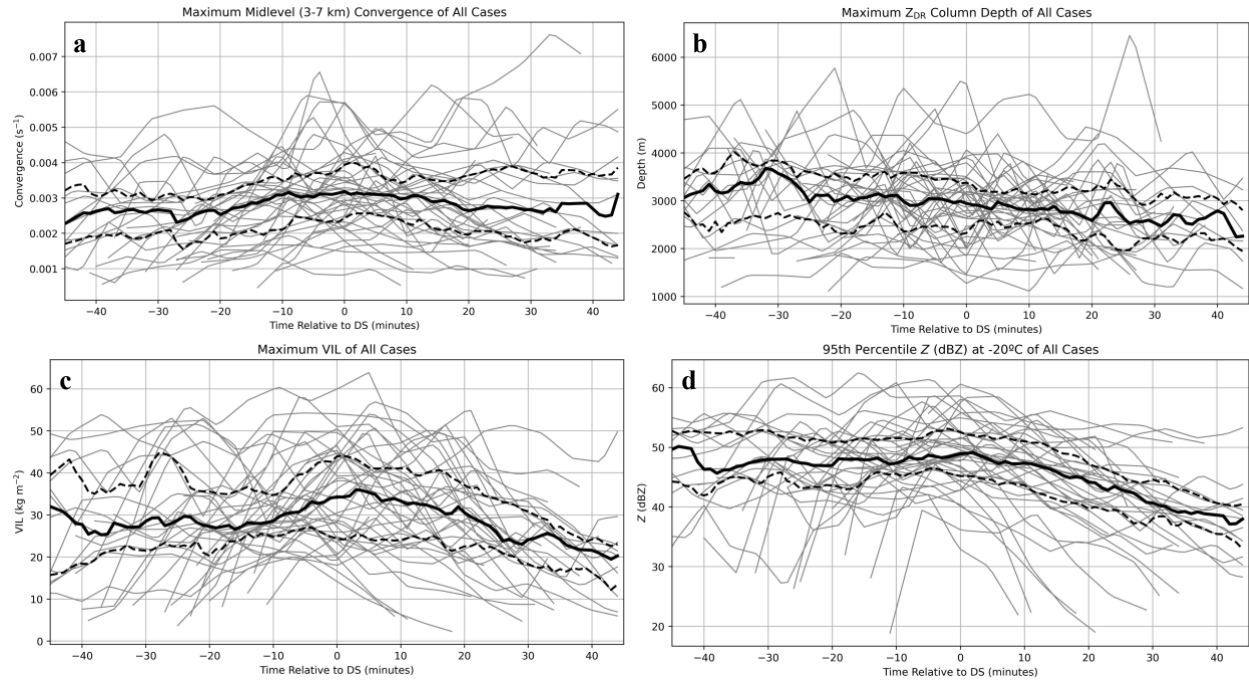 Maximum Midlevel (3-7 km) Convergence of All Cases
a
0.007
0.006
0.005
0.004
0.003
0.002
0.001
Convergence (s⁻¹)
−40 −30 −20 −10 0 10 20 30 40
Time Relative to DS (minutes)
Maximum Z_DR Column Depth of All Cases
b
6000
5000
4000
3000
2000
1000
Depth (m)
−40 −30 −20 −10 0 10 20 30 40
Time Relative to DS (minutes)
Maximum VIL of All Cases
c
60
50
40
30
20
10
0
VIL (kg m⁻²)
−40 −30 −20 −10 0 10 20 30 40
Time Relative to DS (minutes)
95th Percentile Z (dBZ) at -20ºC of All Cases
d
60
50
40
30
20
Z (dBZ)
−40 −30 −20 −10 0 10 20 30 40
Time Relative to DS (minutes)